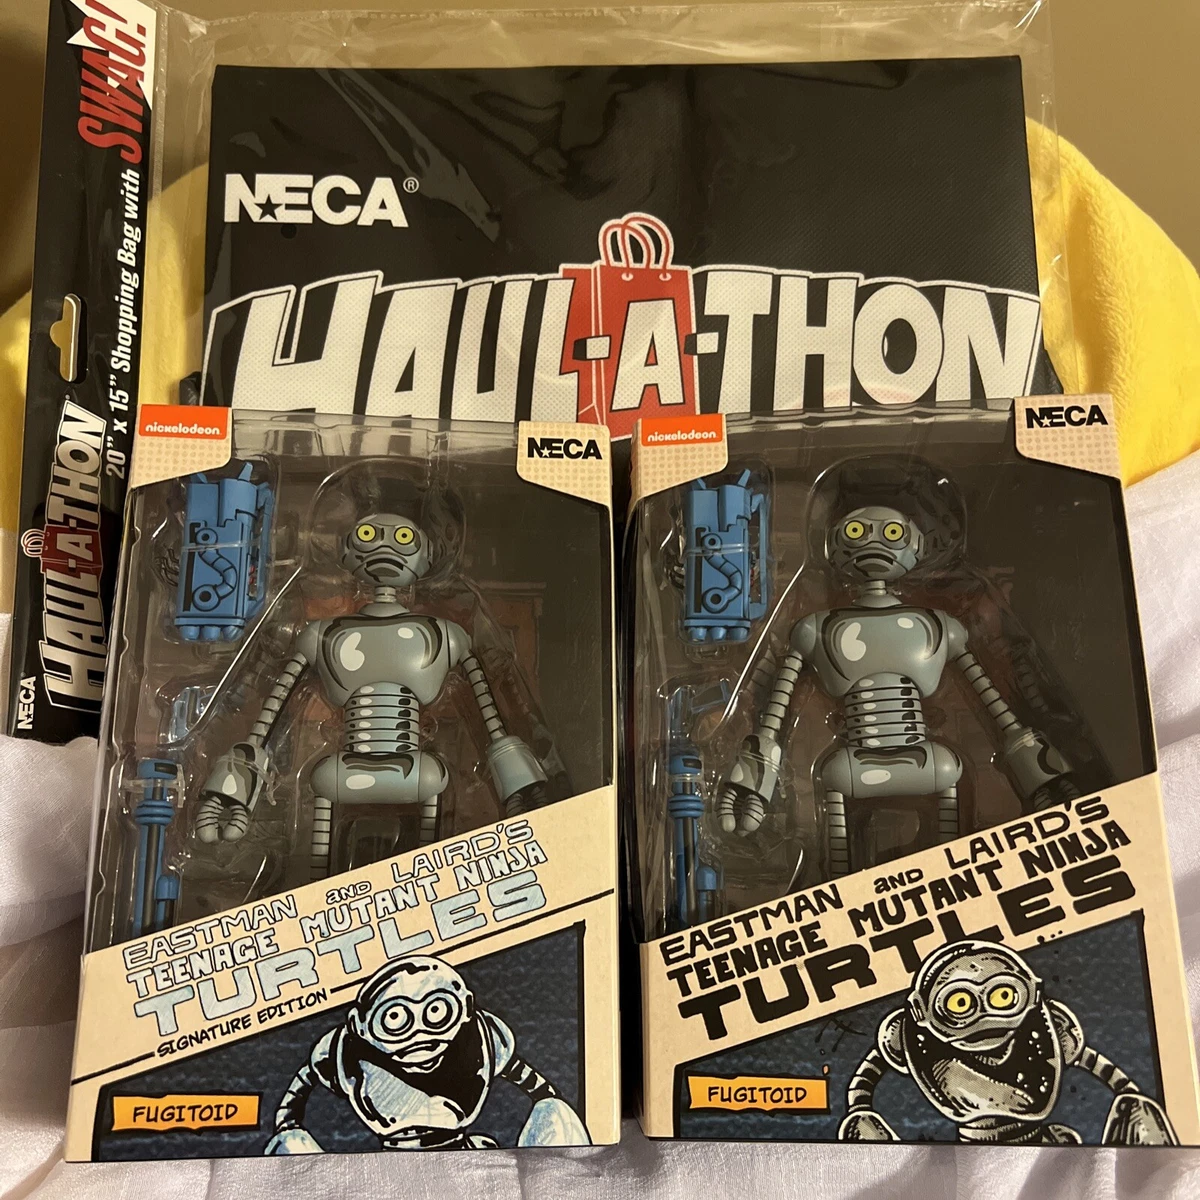 20" x 15" Shopping Bag with SWAG!
HAUL-A-THON
NECA
NECA®
HAUL-A-THON
nickelodeon
NECA
EASTMAN AND LAIRD'S
TEENAGE MUTANT NINJA
TURTLES
SIGNATURE EDITION
FUGITOID
nickelodeon
NECA
EASTMAN AND LAIRD'S
TEENAGE MUTANT NINJA
TURTLES
FUGITOID